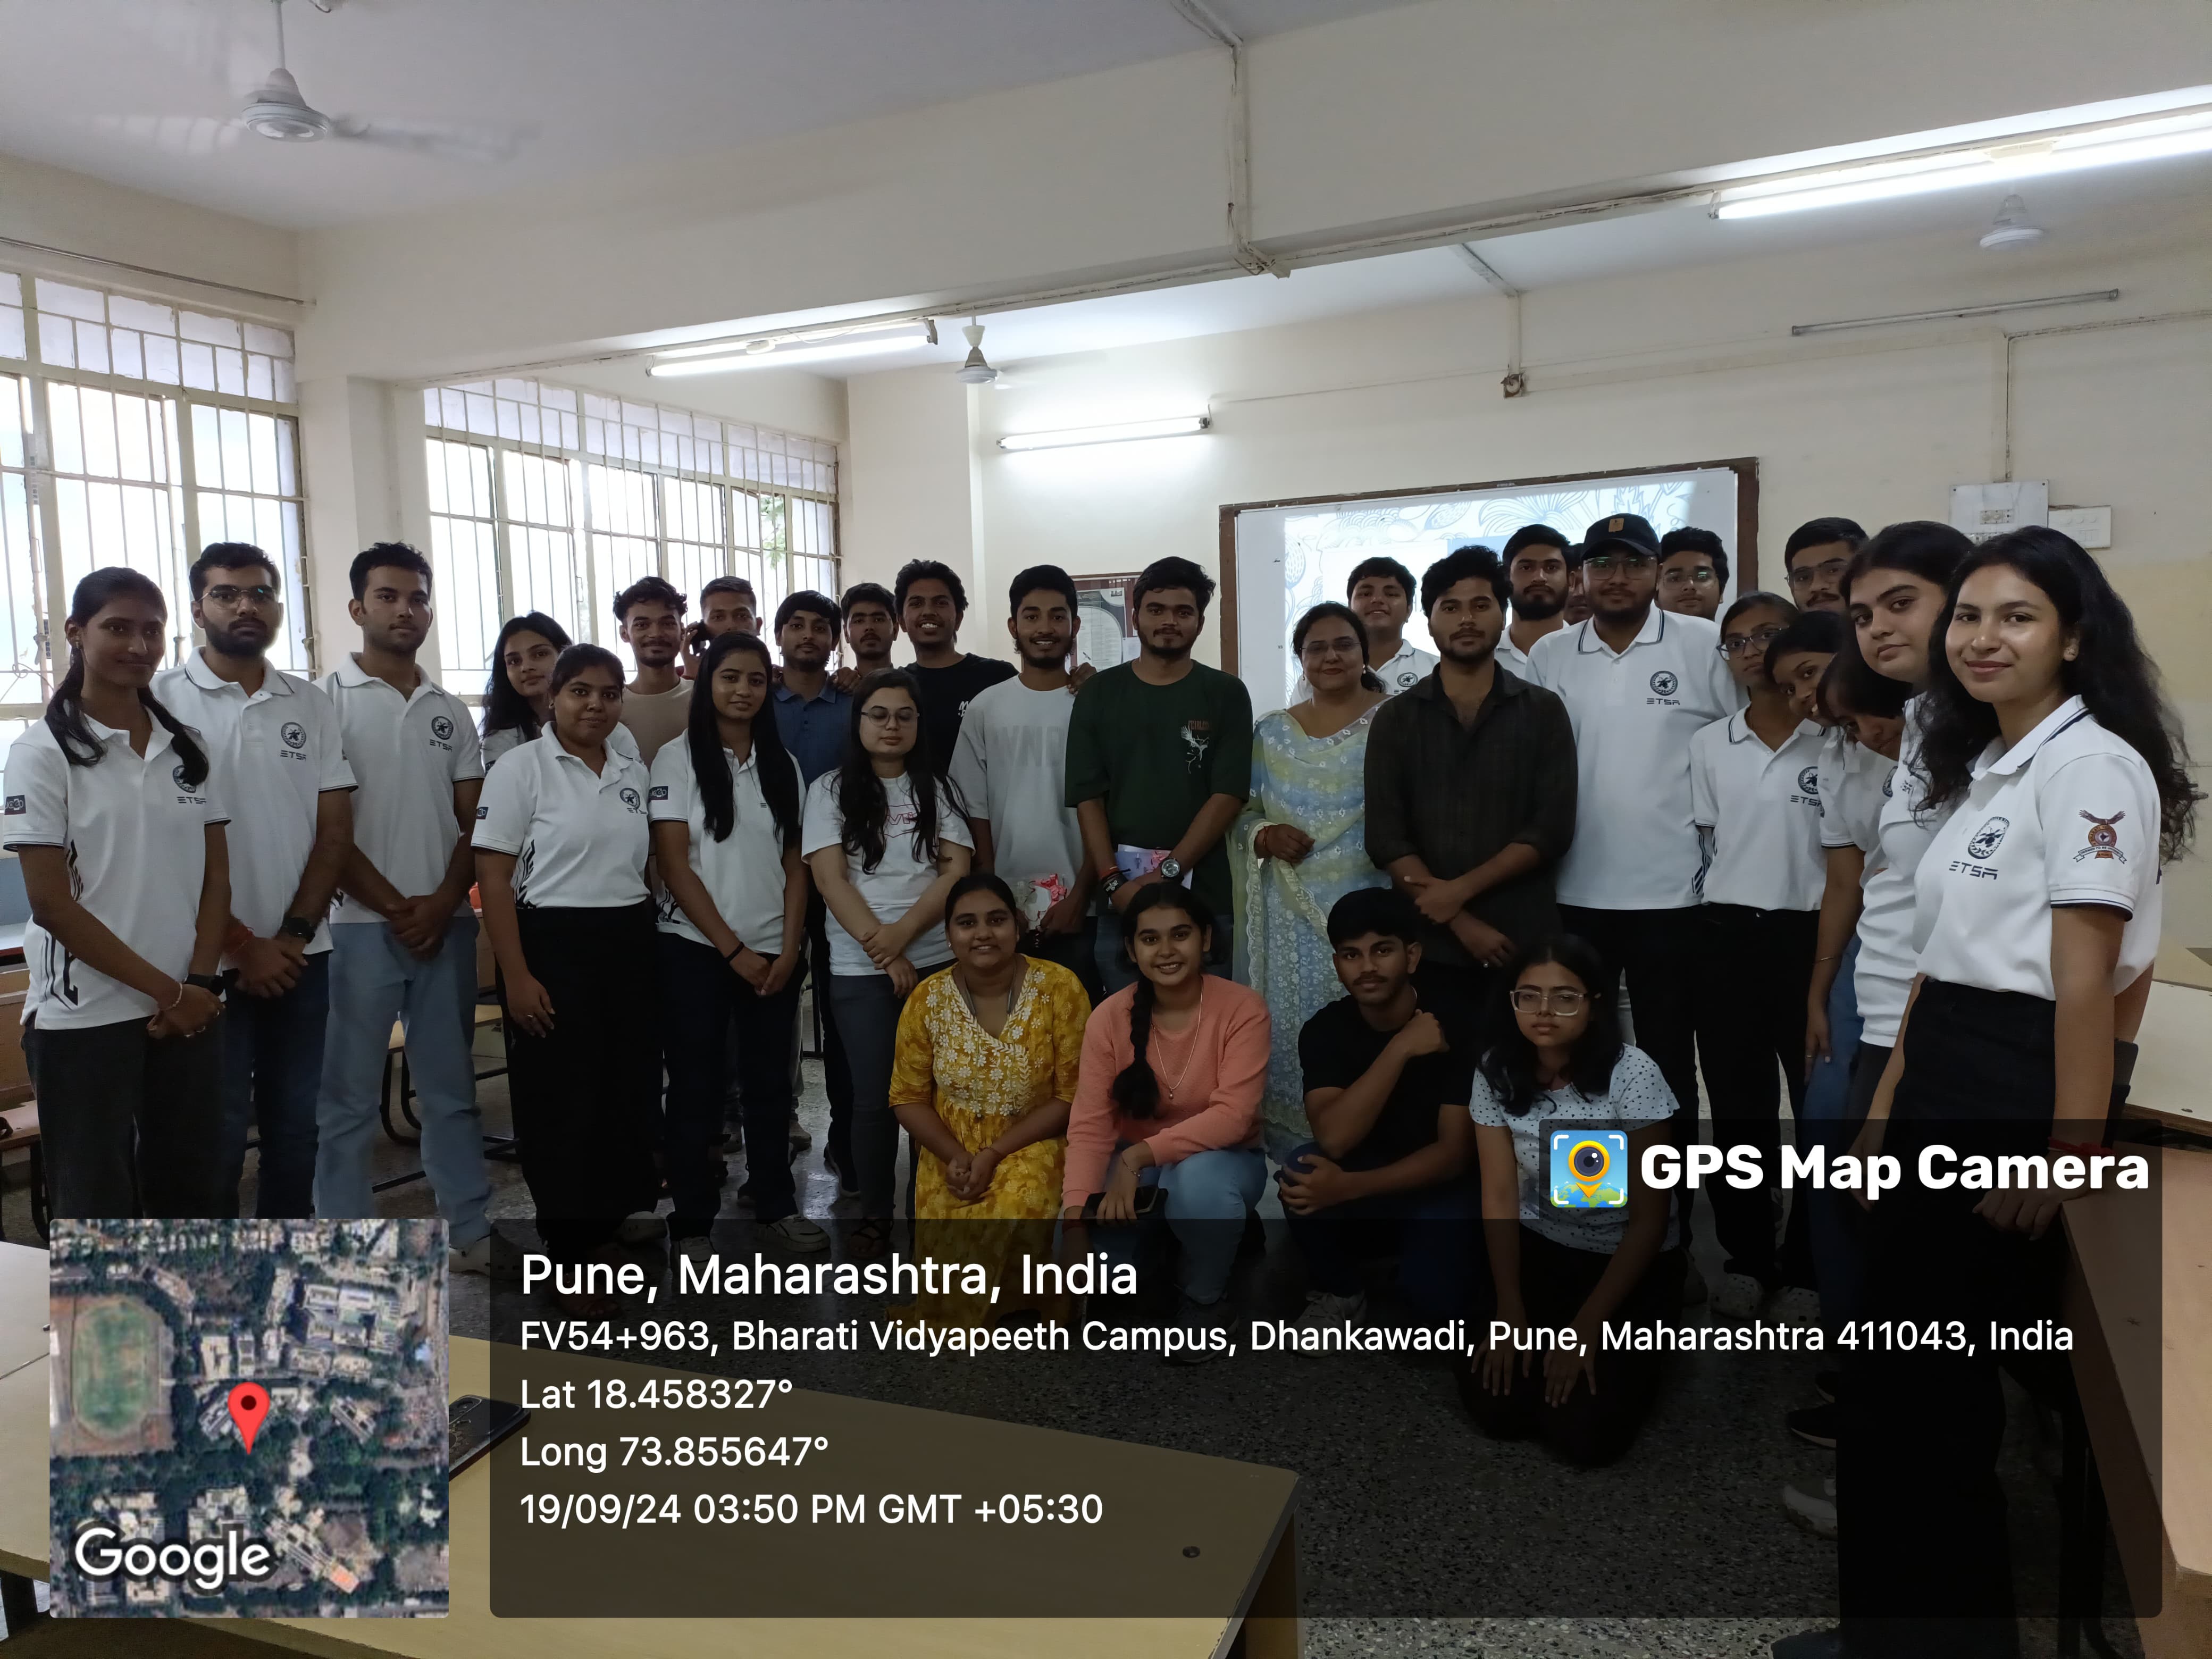 ETSA
ETSA
ETSA
ETSA
ETSA
GPS Map Camera
Pune, Maharashtra, India
FV54+963, Bharati Vidyapeeth Campus, Dhankawadi, Pune, Maharashtra 411043, India
Lat 18.458327°
Long 73.855647°
19/09/24 03:50 PM GMT +05:30
Google